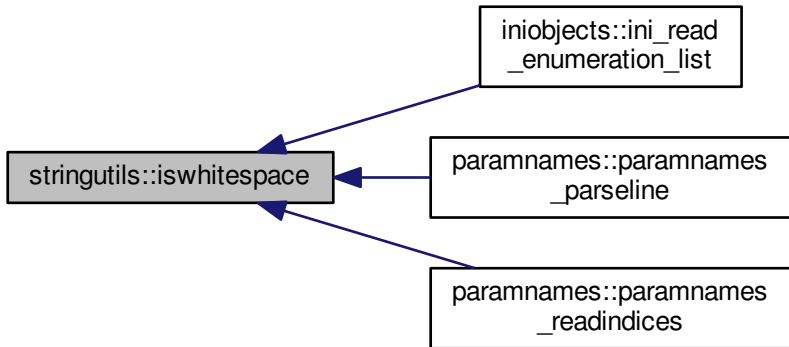 iniobjects::ini_read
_enumeration_list
stringutils::iswhitespace
paramnames::paramnames
_parseline
paramnames::paramnames
_readindices